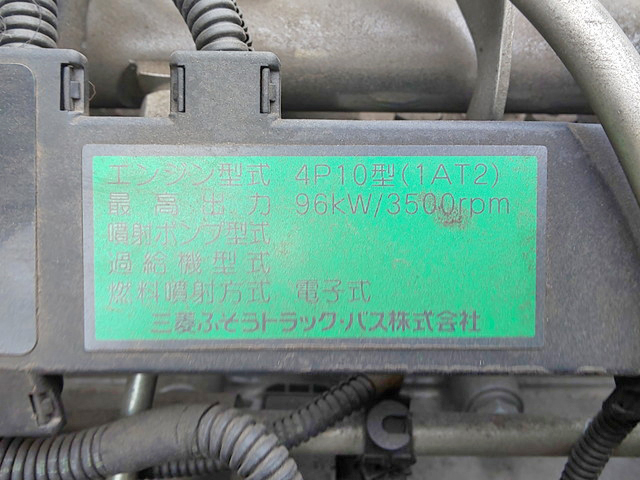 エンジン型式 4P10型(1AT2)
最高出力 96kW/3500rpm
噴射ポンプ型式
過給機型式
燃料噴射方式 電子式
三菱ふそうトラック・バス株式会社